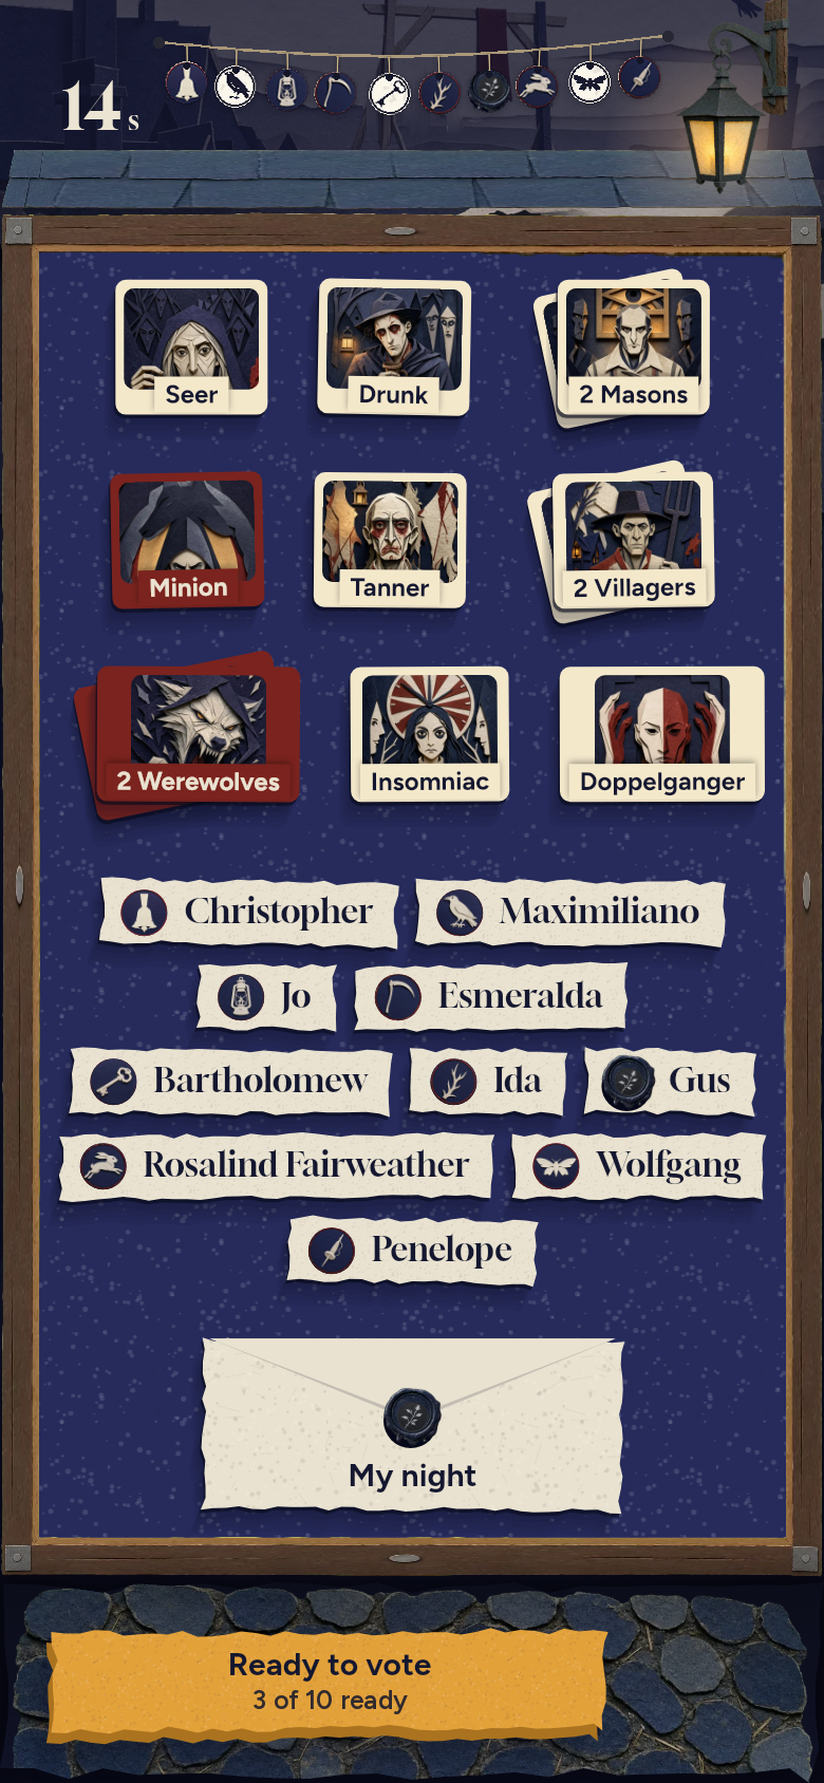 14 s
Seer
Drunk
2 Masons
Minion
Tanner
2 Villagers
2 Werewolves
Insomniac
Doppelganger
Christopher
Maximiliano
Jo
Esmeralda
Bartholomew
Ida
Gus
Rosalind Fairweather
Wolfgang
Penelope
My night
Ready to vote
3 of 10 ready